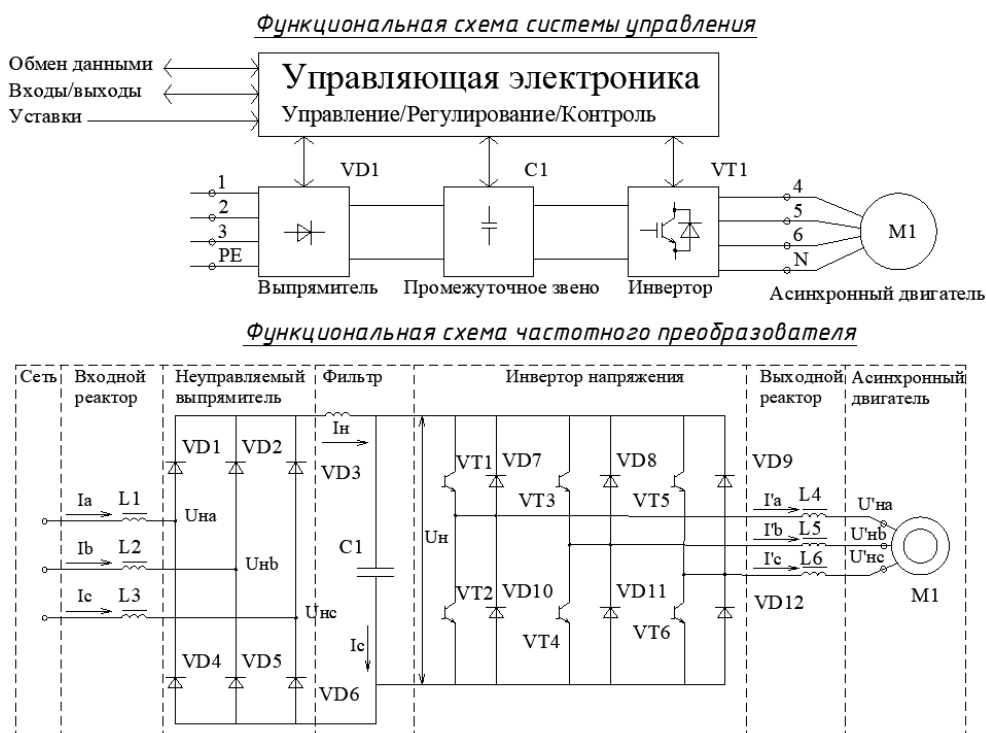 Функциональная схема системы управления
Обмен данными
Входы/выходы
Уставки
Управляющая электроника
Управление/Регулирование/Контроль
VD1
C1
VT1
1
2
3
PE
4
5
6
N
M1
Выпрямитель
Промежуточное звено
Инвертор
Асинхронный двигатель
Функциональная схема частотного преобразователя
Сеть
Входной
реактор
Неуправляемый
выпрямитель
Фильтр
Инвертор напряжения
Выходной
реактор
Асинхронный
двигатель
Iн
VD1
VD2
VD3
VT1
VD7
VD8
VD9
VT3
VT5
Ia
L1
Uна
Ib
L2
Uнb
Ic
L3
Uнс
C1
Uн
Ic
I'a
L4
U'на
I'b
L5
U'нb
I'c
L6
U'нс
M1
VT2
VD10
VD11
VD12
VT4
VT6
VD4
VD5
VD6